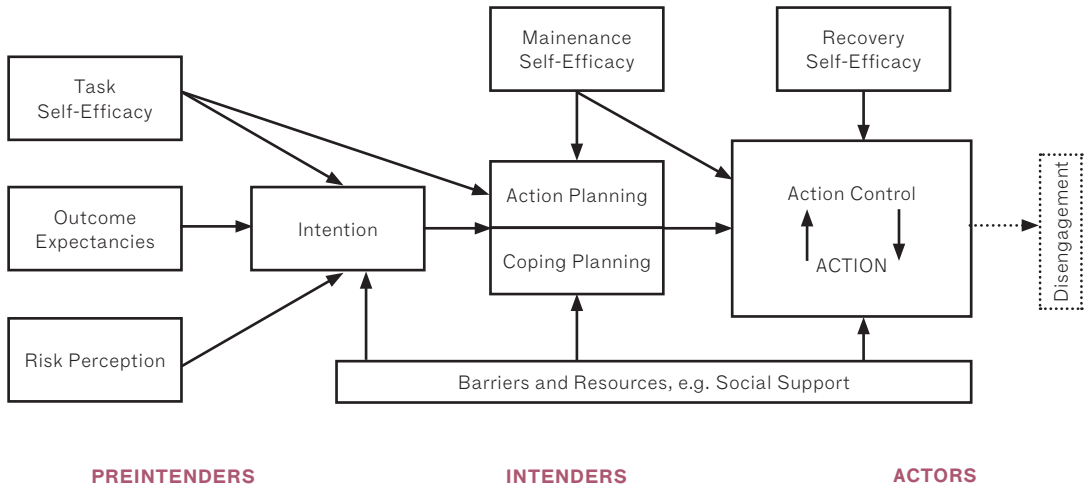 Task
Self-Efficacy
Outcome
Expectancies
Risk Perception
Intention
Mainenance
Self-Efficacy
Action Planning
Coping Planning
Recovery
Self-Efficacy
Action Control
ACTION
Disengagement
Barriers and Resources, e.g. Social Support
PREINTENDERS
INTENDERS
ACTORS